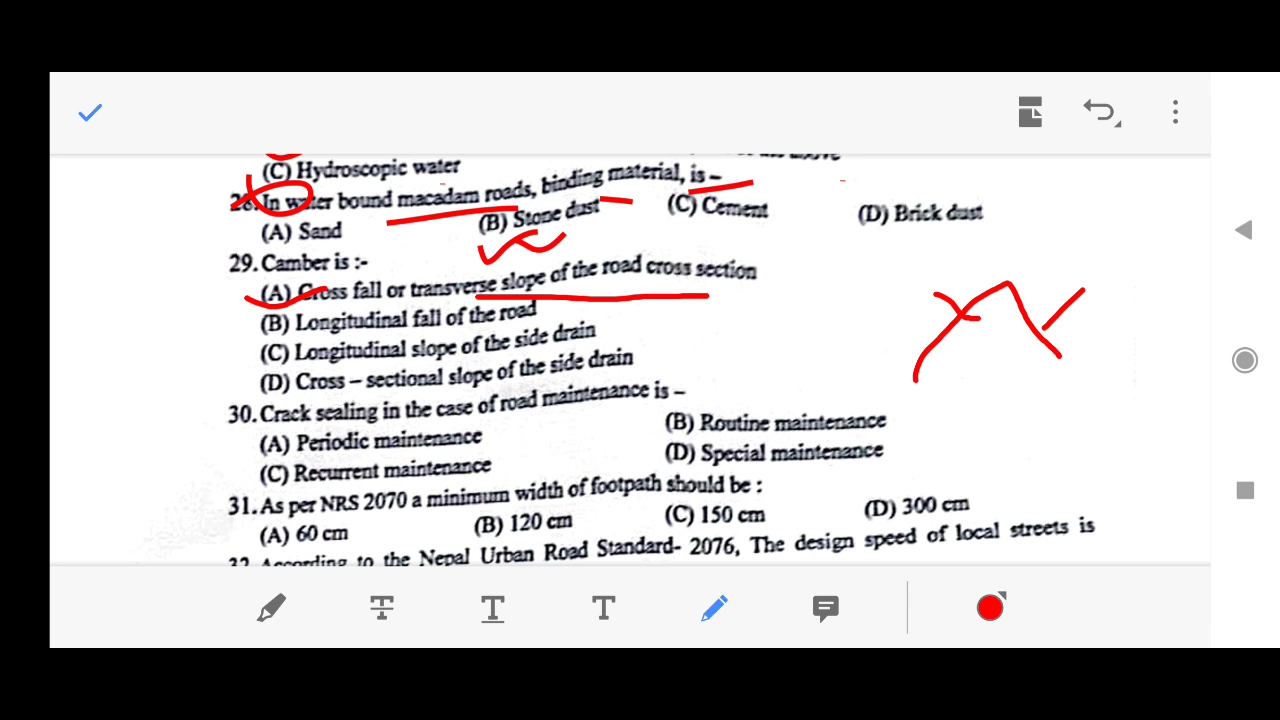 (C) Hydroscopic water
28. In water bound macadam roads, binding material, is –
(A) Sand (B) Stone dust (C) Cement (D) Brick dust
29. Camber is :-
(A) Cross fall or transverse slope of the road cross section
(B) Longitudinal fall of the road
(C) Longitudinal slope of the side drain
(D) Cross – sectional slope of the side drain
30. Crack sealing in the case of road maintenance is –
(A) Periodic maintenance (B) Routine maintenance
(C) Recurrent maintenance (D) Special maintenance
31. As per NRS 2070 a minimum width of footpath should be :
(A) 60 cm (B) 120 cm (C) 150 cm (D) 300 cm
32. According to the Nepal Urban Road Standard- 2076, The design speed of local streets is